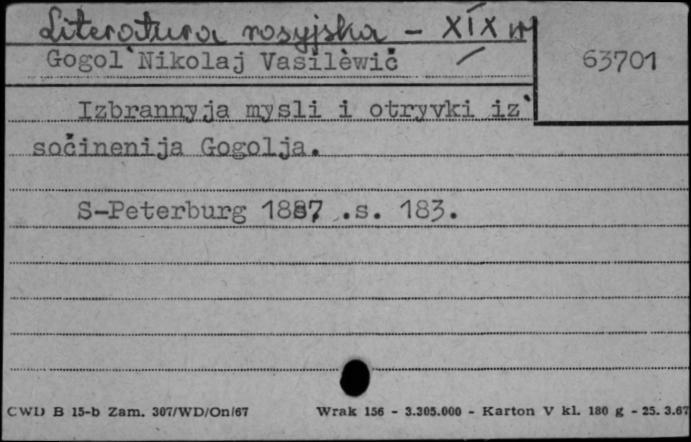 Literatura rosyjska - XIX w
Gogol` Nikolaj Vasilèwič
63701
Izbrannyja mysli i otryvki iz`
sočinenija Gogolja.
S-Peterburg 1887 .s. 183.
CWD B 15-b Zam. 307/WD/On/67 Wrak 156 - 3.305.000 - Karton V kl. 180 g - 25. 3.67